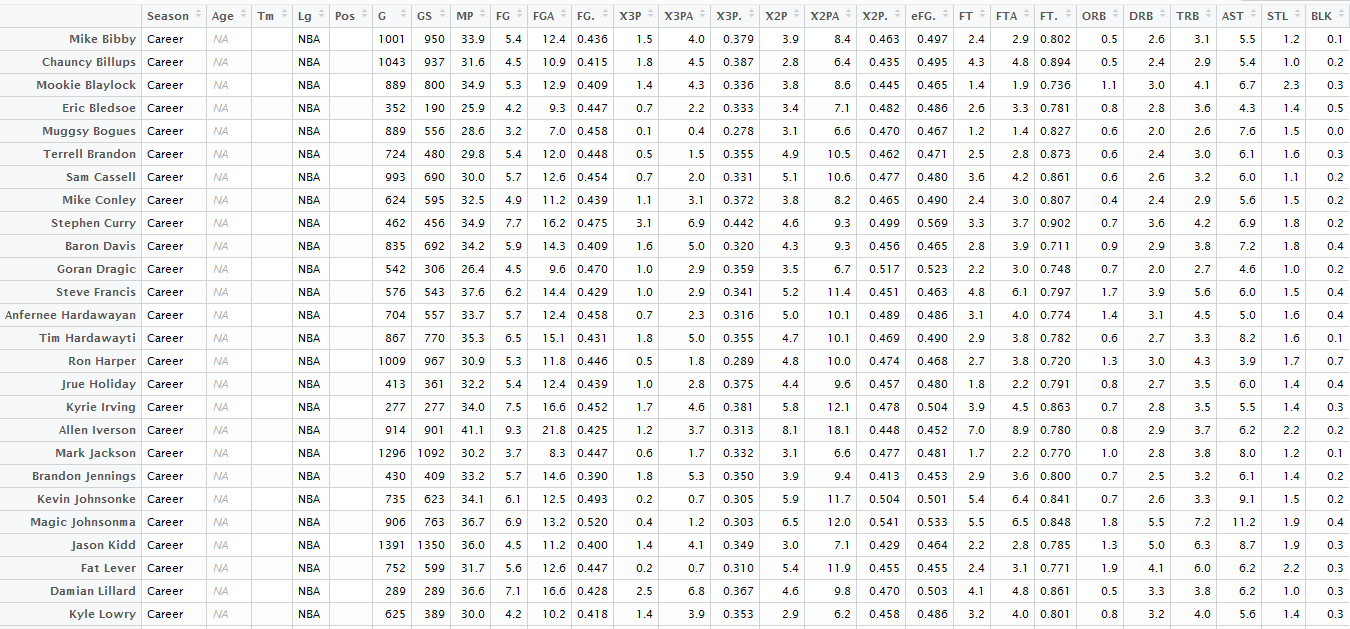 Season Age Tm Lg Pos G GS MP FG FGA FG. X3P X3PA X3P. X2P X2PA X2P. eFG. FT FTA FT. ORB DRB TRB AST STL BLK
Mike Bibby Career NA NBA 1001 950 33.9 5.4 12.4 0.436 1.5 4.0 0.379 3.9 8.4 0.463 0.497 2.4 2.9 0.802 0.5 2.6 3.1 5.5 1.2 0.1
Chauncy Billups Career NA NBA 1043 937 31.6 4.5 10.9 0.415 1.8 4.5 0.387 2.8 6.4 0.435 0.495 4.3 4.8 0.894 0.5 2.4 2.9 5.4 1.0 0.2
Mookie Blaylock Career NA NBA 889 800 34.9 5.3 12.9 0.409 1.4 4.3 0.336 3.8 8.6 0.445 0.465 1.4 1.9 0.736 1.1 3.0 4.1 6.7 2.3 0.3
Eric Bledsoe Career NA NBA 352 190 25.9 4.2 9.3 0.447 0.7 2.2 0.333 3.4 7.1 0.482 0.486 2.6 3.3 0.781 0.8 2.8 3.6 4.3 1.4 0.5
Muggsy Bogues Career NA NBA 889 556 28.6 3.2 7.0 0.458 0.1 0.4 0.278 3.1 6.6 0.470 0.467 1.2 1.4 0.827 0.6 2.0 2.6 7.6 1.5 0.0
Terrell Brandon Career NA NBA 724 480 29.8 5.4 12.0 0.448 0.5 1.5 0.355 4.9 10.5 0.462 0.471 2.5 2.8 0.873 0.6 2.4 3.0 6.1 1.6 0.3
Sam Cassell Career NA NBA 993 690 30.0 5.7 12.6 0.454 0.7 2.0 0.331 5.1 10.6 0.477 0.480 3.6 4.2 0.861 0.6 2.6 3.2 6.0 1.1 0.2
Mike Conley Career NA NBA 624 595 32.5 4.9 11.2 0.439 1.1 3.1 0.372 3.8 8.2 0.465 0.490 2.4 3.0 0.807 0.4 2.4 2.9 5.6 1.5 0.2
Stephen Curry Career NA NBA 462 456 34.9 7.7 16.2 0.475 3.1 6.9 0.442 4.6 9.3 0.499 0.569 3.3 3.7 0.902 0.7 3.6 4.2 6.9 1.8 0.2
Baron Davis Career NA NBA 835 692 34.2 5.9 14.3 0.409 1.6 5.0 0.320 4.3 9.3 0.456 0.465 2.8 3.9 0.711 0.9 2.9 3.8 7.2 1.8 0.4
Goran Dragic Career NA NBA 542 306 26.4 4.5 9.6 0.470 1.0 2.9 0.359 3.5 6.7 0.517 0.523 2.2 3.0 0.748 0.7 2.0 2.7 4.6 1.0 0.2
Steve Francis Career NA NBA 576 543 37.6 6.2 14.4 0.429 1.0 2.9 0.341 5.2 11.4 0.451 0.463 4.8 6.1 0.797 1.7 3.9 5.6 6.0 1.5 0.4
Anfernee Hardawayan Career NA NBA 704 557 33.7 5.7 12.4 0.458 0.7 2.3 0.316 5.0 10.1 0.489 0.486 3.1 4.0 0.774 1.4 3.1 4.5 5.0 1.6 0.4
Tim Hardawayti Career NA NBA 867 770 35.3 6.5 15.1 0.431 1.8 5.0 0.355 4.7 10.1 0.469 0.490 2.9 3.8 0.782 0.6 2.7 3.3 8.2 1.6 0.1
Ron Harper Career NA NBA 1009 967 30.9 5.3 11.8 0.446 0.5 1.8 0.289 4.8 10.0 0.474 0.468 2.7 3.8 0.720 1.3 3.0 4.3 3.9 1.7 0.7
Jrue Holiday Career NA NBA 413 361 32.2 5.4 12.4 0.439 1.0 2.8 0.375 4.4 9.6 0.457 0.480 1.8 2.2 0.791 0.8 2.7 3.5 6.0 1.4 0.4
Kyrie Irving Career NA NBA 277 277 34.0 7.5 16.6 0.452 1.7 4.6 0.381 5.8 12.1 0.478 0.504 3.9 4.5 0.863 0.7 2.8 3.5 5.5 1.4 0.3
Allen Iverson Career NA NBA 914 901 41.1 9.3 21.8 0.425 1.2 3.7 0.313 8.1 18.1 0.448 0.452 7.0 8.9 0.780 0.8 2.9 3.7 6.2 2.2 0.2
Mark Jackson Career NA NBA 1296 1092 30.2 3.7 8.3 0.447 0.6 1.7 0.332 3.1 6.6 0.477 0.481 1.7 2.2 0.770 1.0 2.8 3.8 8.0 1.2 0.1
Brandon Jennings Career NA NBA 430 409 33.2 5.7 14.6 0.390 1.8 5.3 0.350 3.9 9.4 0.413 0.453 2.9 3.6 0.800 0.7 2.5 3.2 6.1 1.4 0.2
Kevin Johnsonke Career NA NBA 735 623 34.1 6.1 12.5 0.493 0.2 0.7 0.305 5.9 11.7 0.504 0.501 5.4 6.4 0.841 0.7 2.6 3.3 9.1 1.5 0.2
Magic Johnsonma Career NA NBA 906 763 36.7 6.9 13.2 0.520 0.4 1.2 0.303 6.5 12.0 0.541 0.533 5.5 6.5 0.848 1.8 5.5 7.2 11.2 1.9 0.4
Jason Kidd Career NA NBA 1391 1350 36.0 4.5 11.2 0.400 1.4 4.1 0.349 3.0 7.1 0.429 0.464 2.2 2.8 0.785 1.3 5.0 6.3 8.7 1.9 0.3
Fat Lever Career NA NBA 752 599 31.7 5.6 12.6 0.447 0.2 0.7 0.310 5.4 11.9 0.455 0.455 2.4 3.1 0.771 1.9 4.1 6.0 6.2 2.2 0.3
Damian Lillard Career NA NBA 289 289 36.6 7.1 16.6 0.428 2.5 6.8 0.367 4.6 9.8 0.470 0.503 4.1 4.8 0.861 0.5 3.3 3.8 6.2 1.0 0.3
Kyle Lowry Career NA NBA 625 389 30.0 4.2 10.2 0.418 1.4 3.9 0.353 2.9 6.2 0.458 0.486 3.2 4.0 0.801 0.8 3.2 4.0 5.6 1.4 0.3